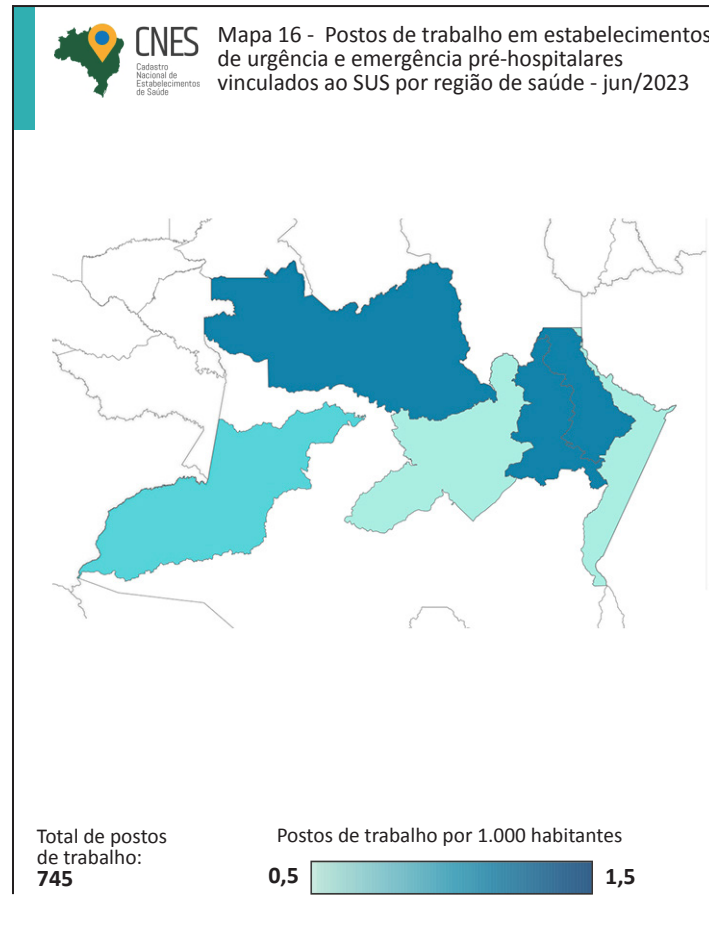 CNES
Cadastro
Nacional de
Estabelecimentos
de Saúde
Mapa 16 - Postos de trabalho em estabelecimentos
de urgência e emergência pré-hospitalares
vinculados ao SUS por região de saúde - jun/2023
Total de postos
de trabalho:
745
Postos de trabalho por 1.000 habitantes
0,5
1,5